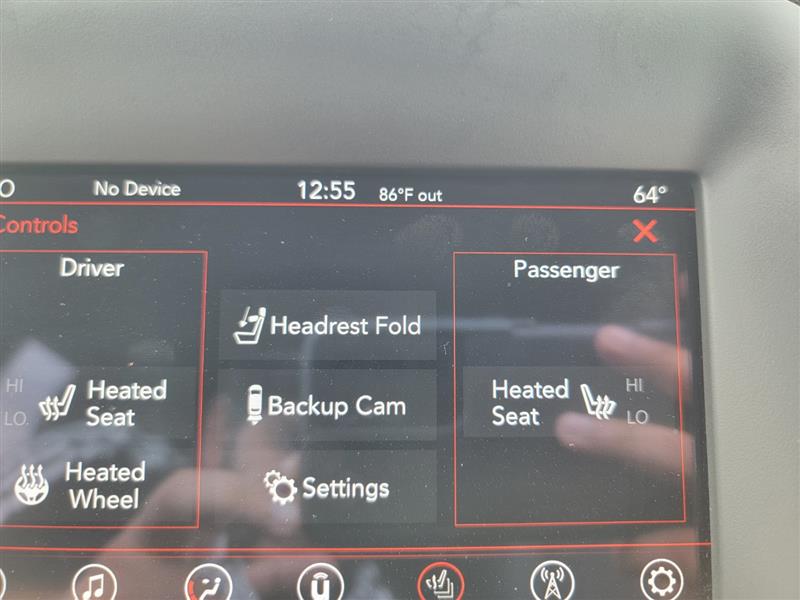 No Device 12:55 86°F out 64°
Controls
Driver
Passenger
Headrest Fold
HI
LO
Heated
Seat
Backup Cam
Heated
Seat
HI
LO
Heated
Wheel
Settings